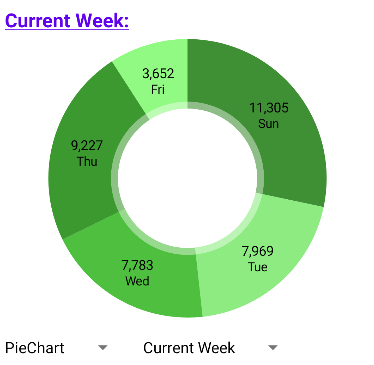 Current Week:
3,652
Fri
11,305
Sun
9,227
Thu
7,783
Wed
7,969
Tue
PieChart
Current Week